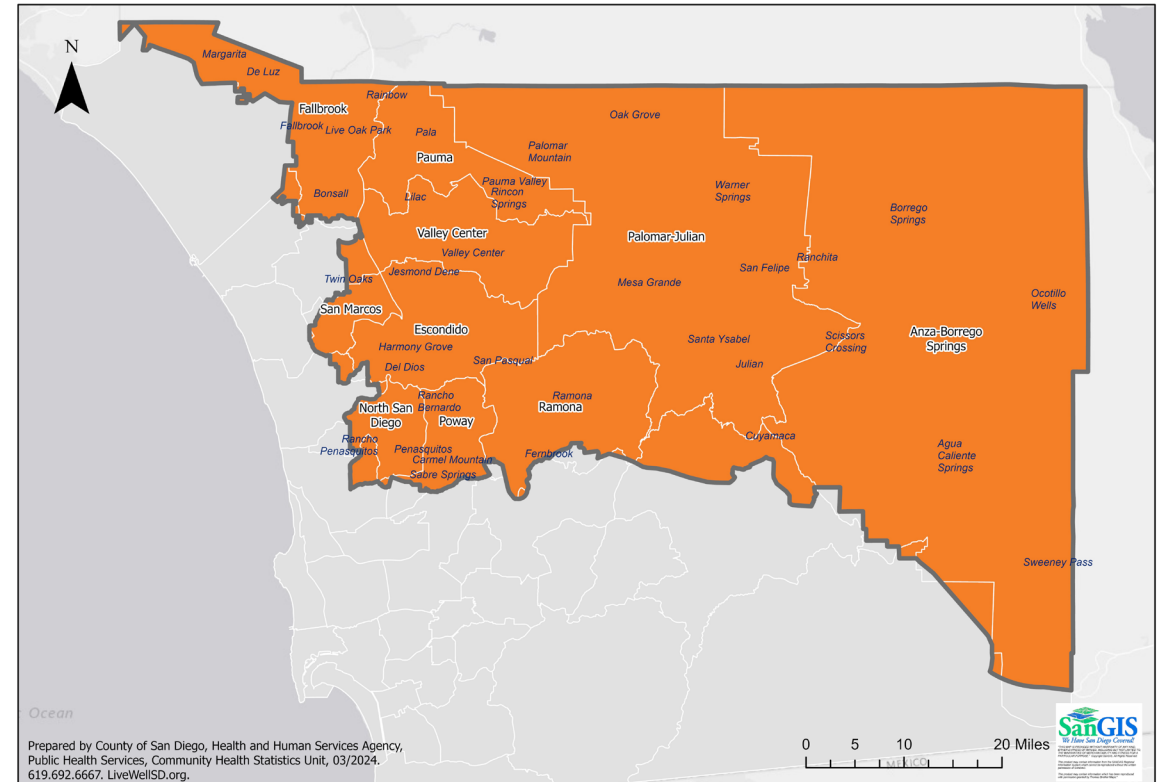 N
Margarita
De Luz
Rainbow
Fallbrook
Fallbrook
Live Oak Park
Pala
Oak Grove
Pauma
Palomar
Mountain
Pauma Valley
Rincon
Springs
Bonsall
Lilac
Warner
Springs
Borrego
Springs
Valley Center
Valley Center
Palomar-Julian
Ranchita
San Felipe
Twin Oaks
Jesmond Dene
Mesa Grande
Ocotillo
Wells
San Marcos
Escondido
Anza-Borrego
Springs
Santa Ysabel
Scissors
Crossing
Harmony Grove
San Pasqual
Del Dios
Julian
Rancho
Bernardo
Ramona
Ramona
North San
Diego
Poway
Rancho
Penasquitos
Penasquitos
Carmel Mountain
Sabre Springs
Fernbrook
Cuyamaca
Agua
Caliente
Springs
Sweeney Pass
Ocean
Prepared by County of San Diego, Health and Human Services Agency,
Public Health Services, Community Health Statistics Unit, 03/2024.
619.692.6667. LiveWellSD.org.
0 5 10 20 Miles
MEXICO
SanGIS
We Have San Diego Covered!